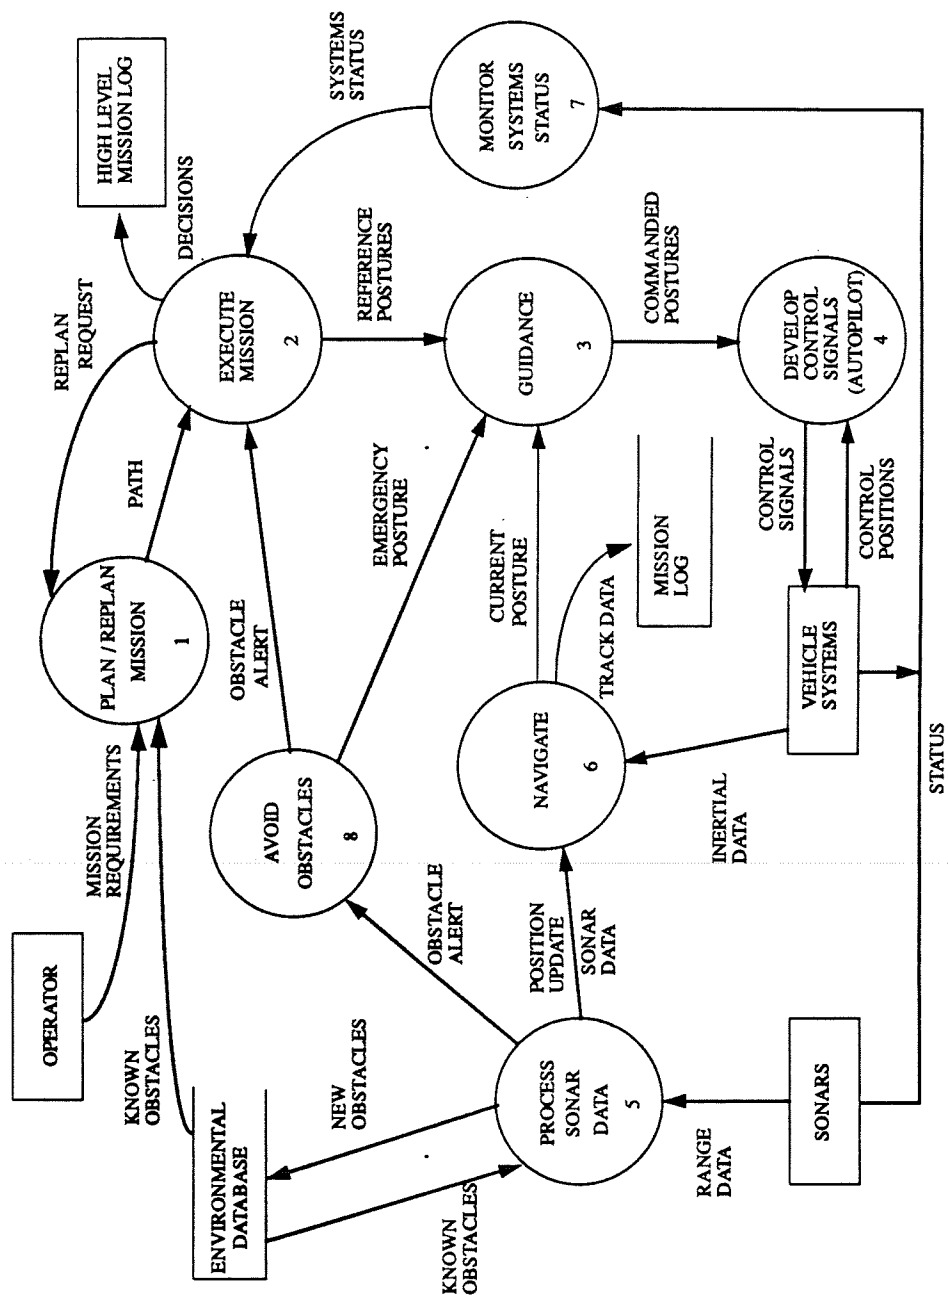 OPERATOR
MISSION
REQUIREMENTS
PLAN / REPLAN
MISSION
1
REPLAN
REQUEST
HIGH LEVEL
MISSION LOG
KNOWN
OBSTACLES
PATH
DECISIONS
ENVIRONMENTAL
DATABASE
OBSTACLE
ALERT
EXECUTE
MISSION
2
AVOID
OBSTACLES
8
NEW
OBSTACLES
SYSTEMS
STATUS
EMERGENCY
POSTURE
REFERENCE
POSTURES
OBSTACLE
ALERT
KNOWN
OBSTACLES
MONITOR
SYSTEMS
STATUS
7
CURRENT
POSTURE
GUIDANCE
3
PROCESS
SONAR
DATA
5
POSITION
UPDATE
SONAR
DATA
NAVIGATE
6
TRACK DATA
MISSION
LOG
COMMANDED
POSTURES
RANGE
DATA
INERTIAL
DATA
CONTROL
SIGNALS
DEVELOP
CONTROL
SIGNALS
(AUTOPILOT)
4
SONARS
VEHICLE
SYSTEMS
CONTROL
POSITIONS
STATUS